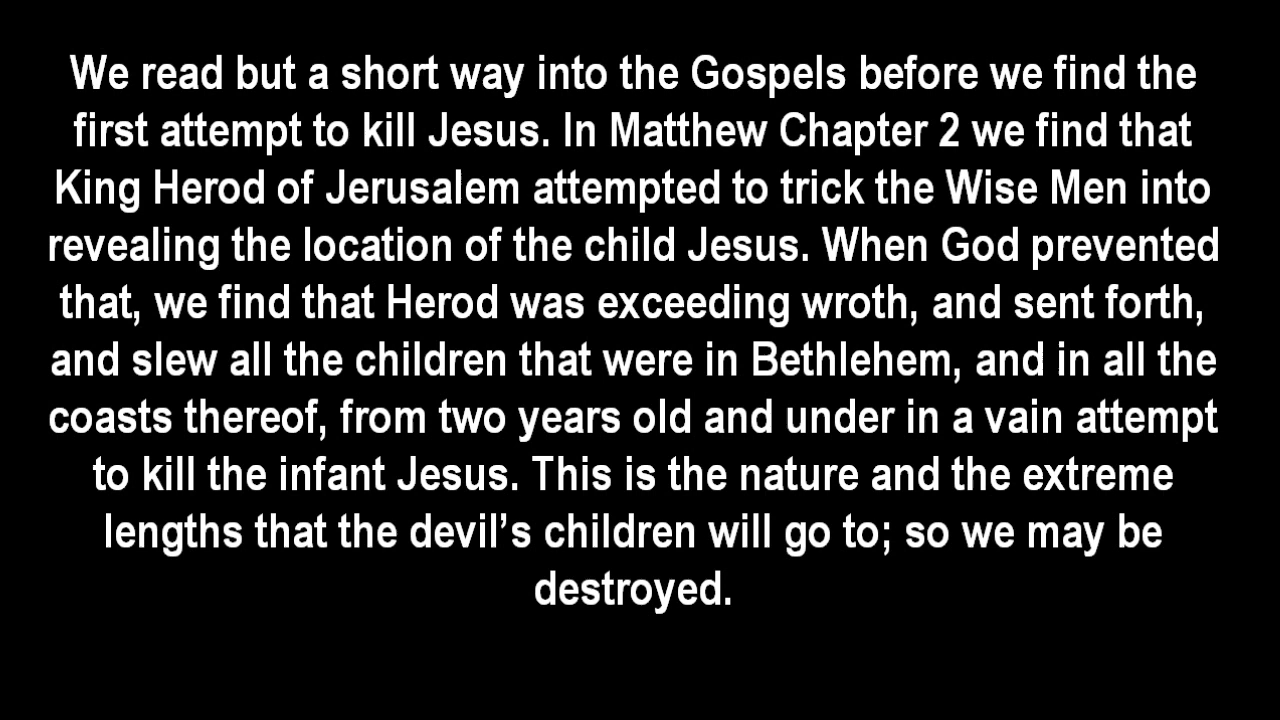 We read but a short way into the Gospels before we find the
first attempt to kill Jesus. In Matthew Chapter 2 we find that
King Herod of Jerusalem attempted to trick the Wise Men into
revealing the location of the child Jesus. When God prevented
that, we find that Herod was exceeding wroth, and sent forth,
and slew all the children that were in Bethlehem, and in all the
coasts thereof, from two years old and under in a vain attempt
to kill the infant Jesus. This is the nature and the extreme
lengths that the devil’s children will go to; so we may be
destroyed.